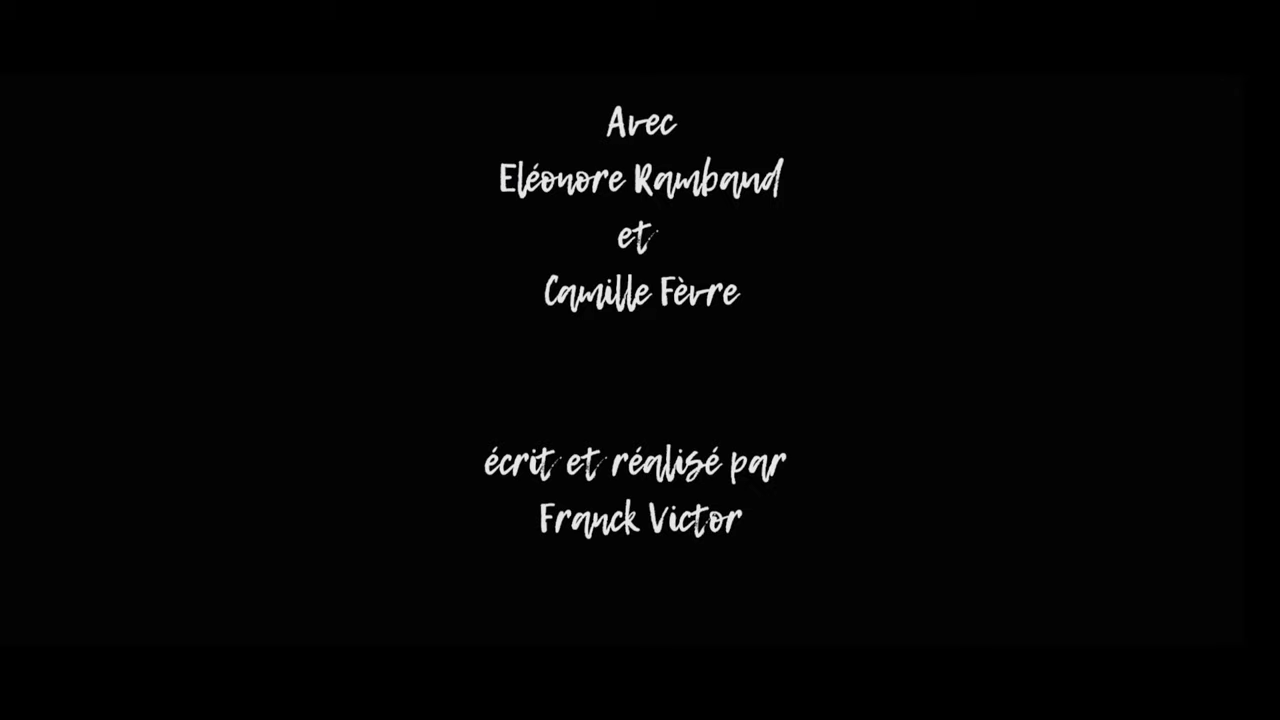 Avec
Eléonore Rambaud
et
Camille Fèvre
écrit et réalisé par
Franck Victor